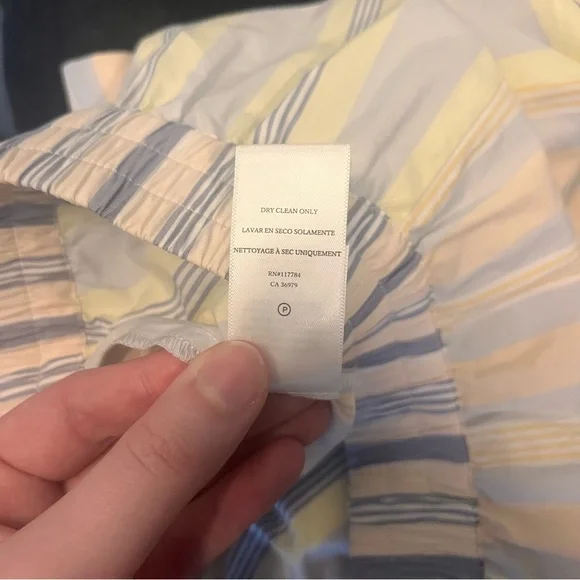 DRY CLEAN ONLY
LAVAR EN SECO SOLAMENTE
NETTOYAGE À SEC UNIQUEMENT
RN#117784
CA 36979
P